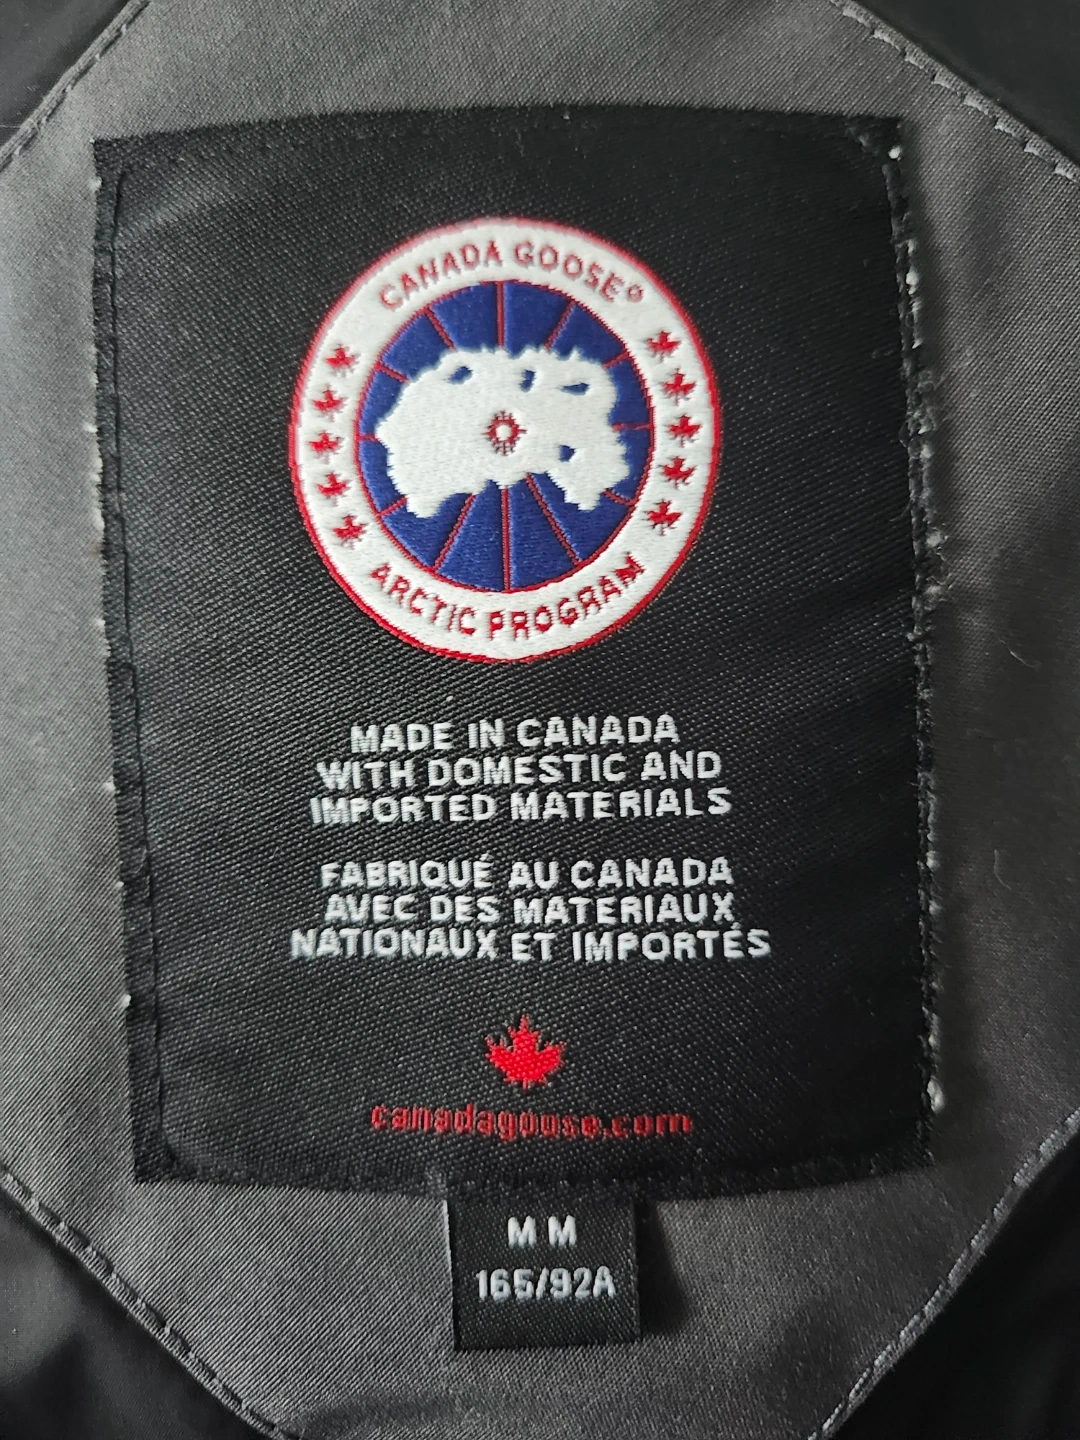 CANADA GOOSE®
ARCTIC PROGRAM
MADE IN CANADA
WITH DOMESTIC AND
IMPORTED MATERIALS
FABRIQUÉ AU CANADA
AVEC DES MATERIAUX
NATIONAUX ET IMPORTÉS
canadagoose.com
M M
165/92A